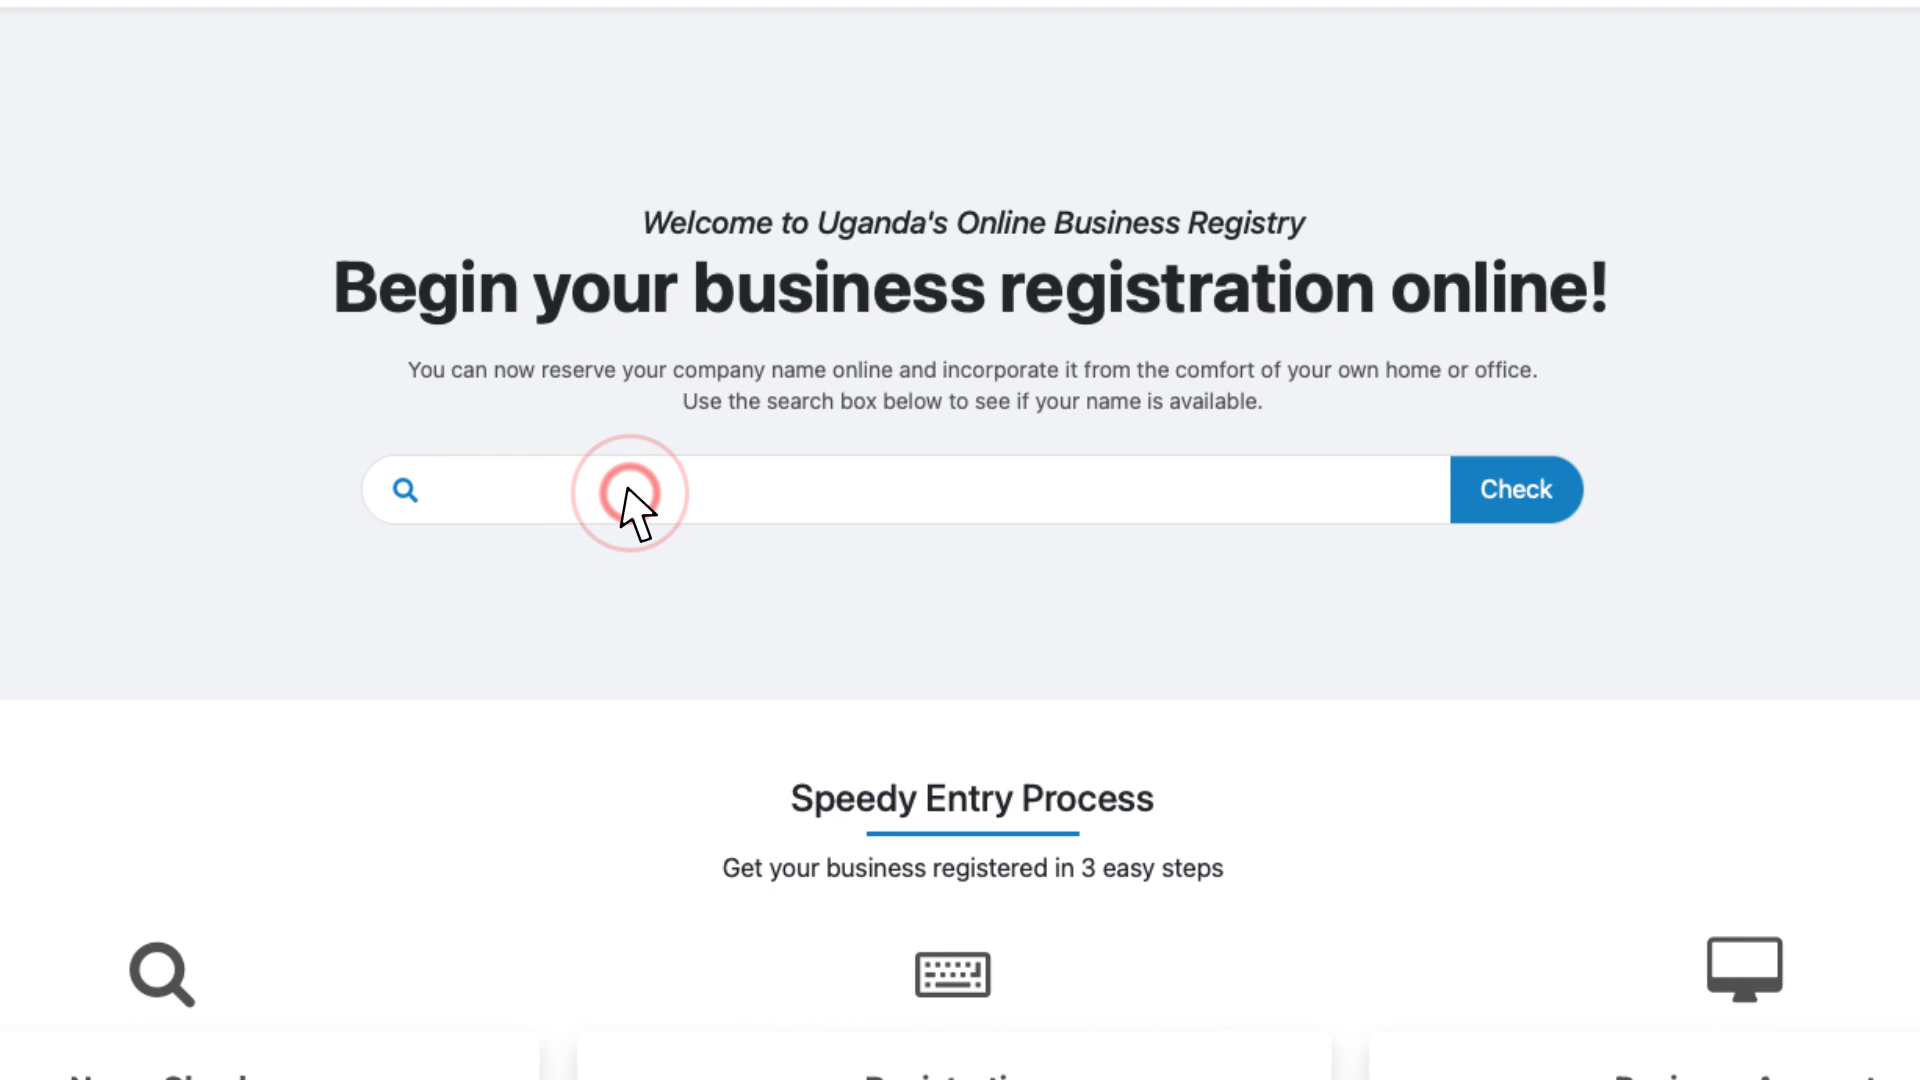 Welcome to Uganda's Online Business Registry
Begin your business registration online!
You can now reserve your company name online and incorporate it from the comfort of your own home or office.
Use the search box below to see if your name is available.
Check
Speedy Entry Process
Get your business registered in 3 easy steps